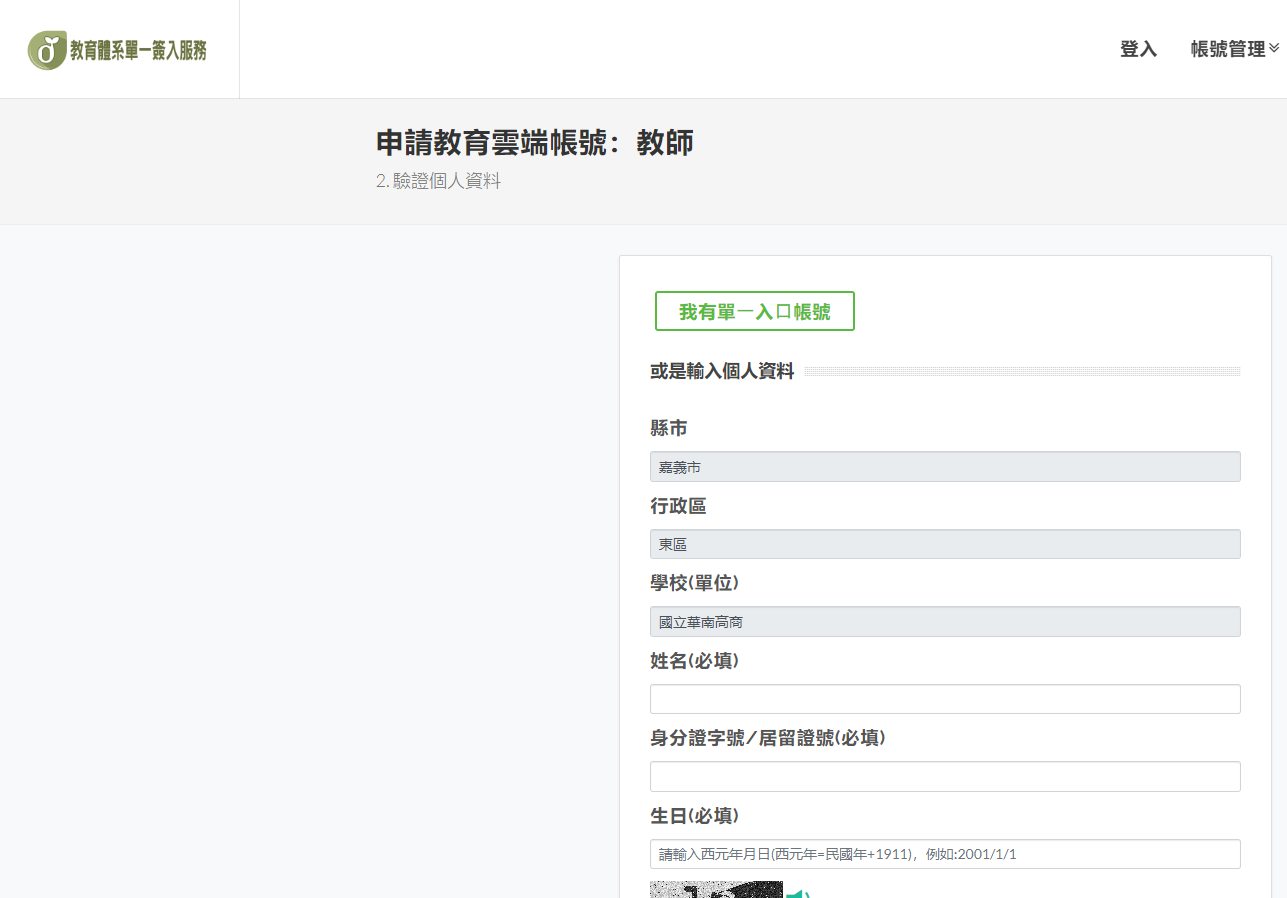 教育體系單一簽入服務
登入
帳號管理
申請教育雲端帳號：教師
2. 驗證個人資料
我有單一入口帳號
或是輸入個人資料
縣市
嘉義市
行政區
東區
學校(單位)
國立華南高商
姓名(必填)
身分證字號/居留證號(必填)
生日(必填)
請輸入西元年月日(西元年=民國年+1911)，例如:2001/1/1